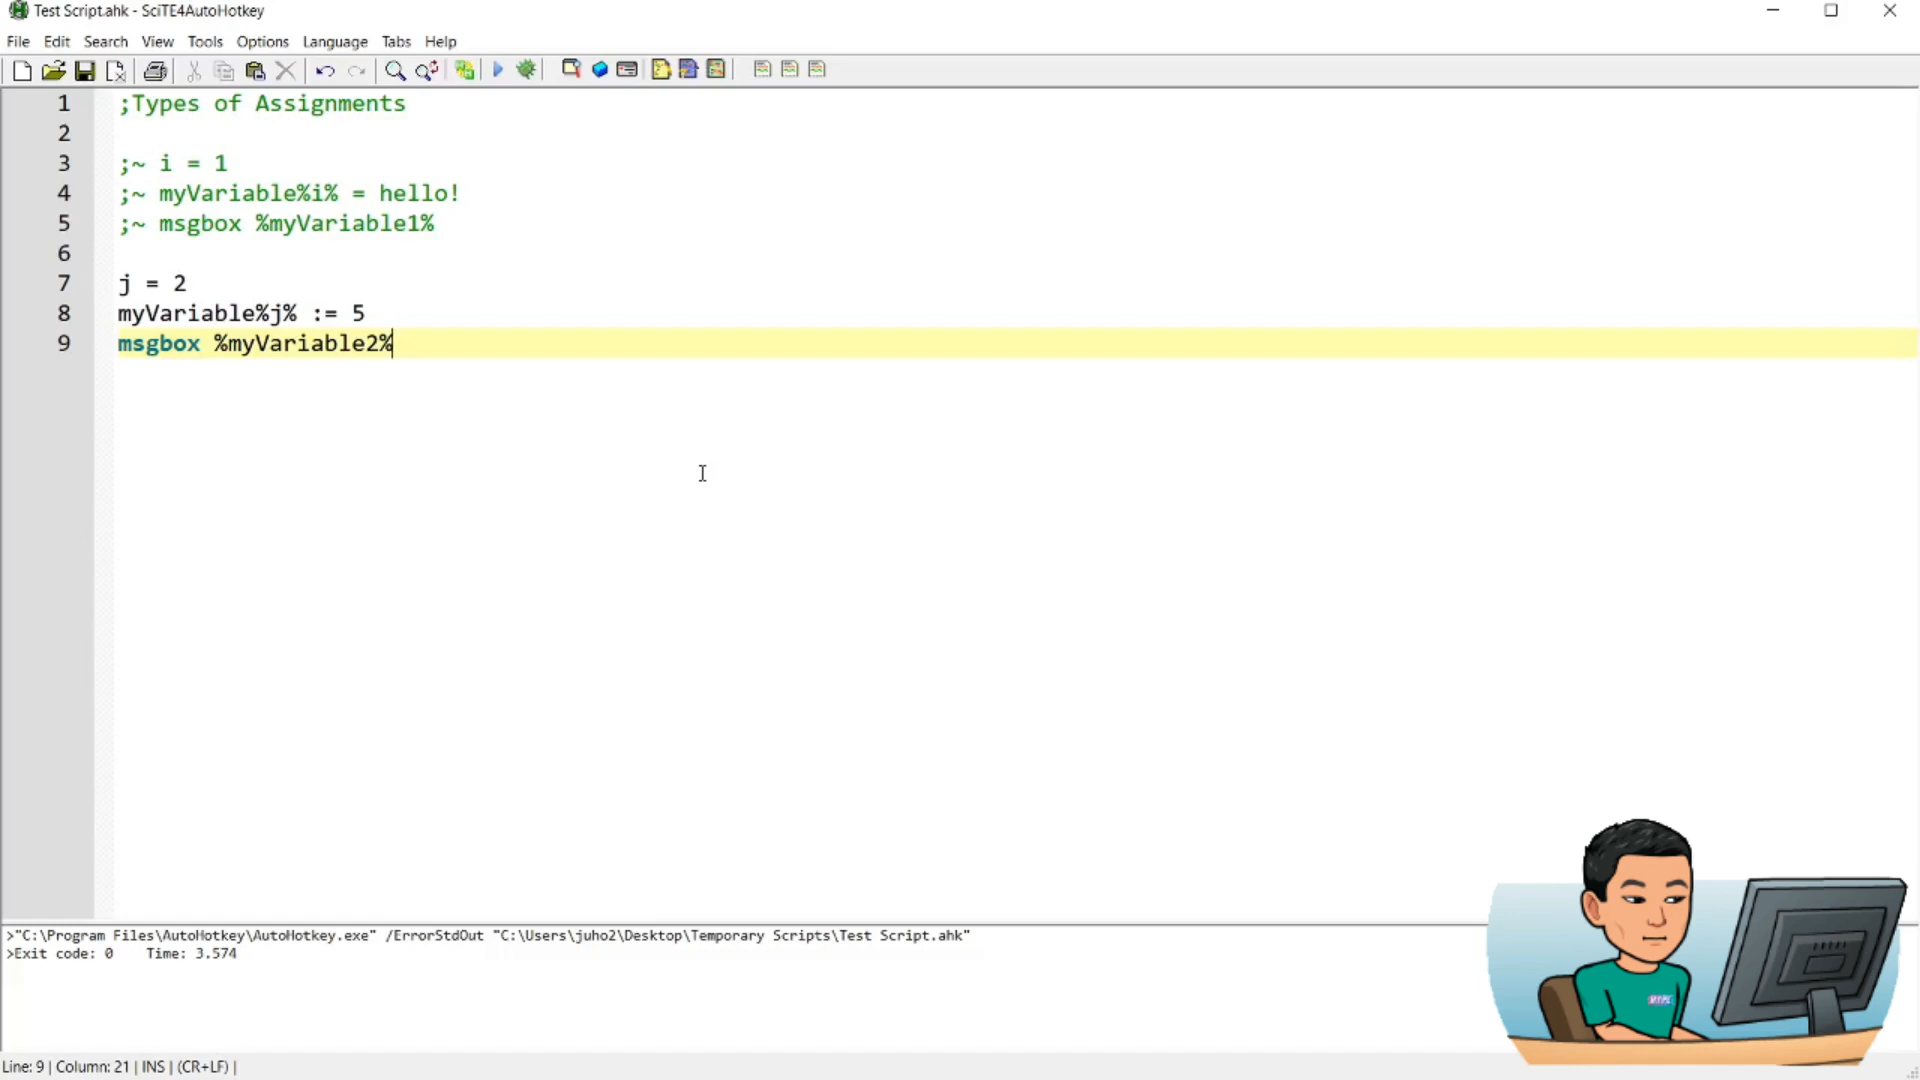 Test Script.ahk - SciTE4AutoHotkey
File Edit Search View Tools Options Language Tabs Help
1 ;Types of Assignments
2
3 ;~ i = 1
4 ;~ myVariable%i% = hello!
5 ;~ msgbox %myVariable1%
6
7 j = 2
8 myVariable%j% := 5
9 msgbox %myVariable2%
>"C:\Program Files\AutoHotkey\AutoHotkey.exe" /ErrorStdOut "C:\Users\juho2\Desktop\Temporary Scripts\Test Script.ahk"
>Exit code: 0 Time: 3.574
Line: 9 | Column: 21 | INS | (CR+LF) |